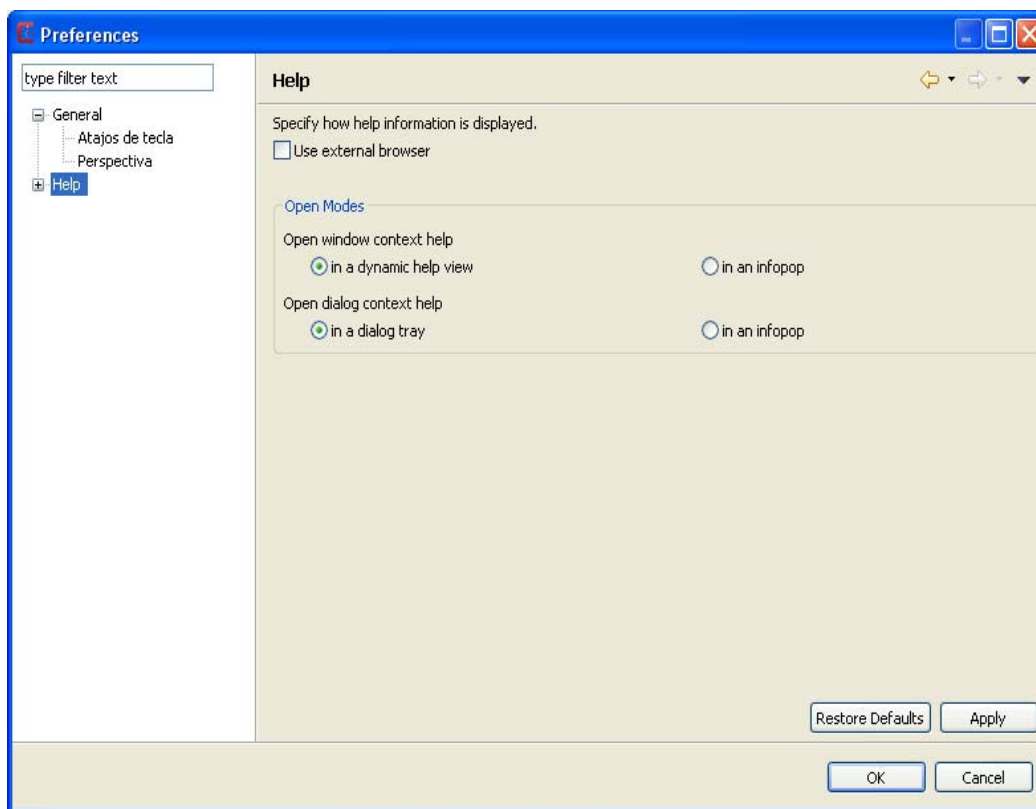 Preferences
type filter text
General
Atajos de tecla
Perspectiva
Help
Help
Specify how help information is displayed.
Use external browser
Open Modes
Open window context help
in a dynamic help view in an infopop
Open dialog context help
in a dialog tray in an infopop
Restore Defaults Apply
OK Cancel